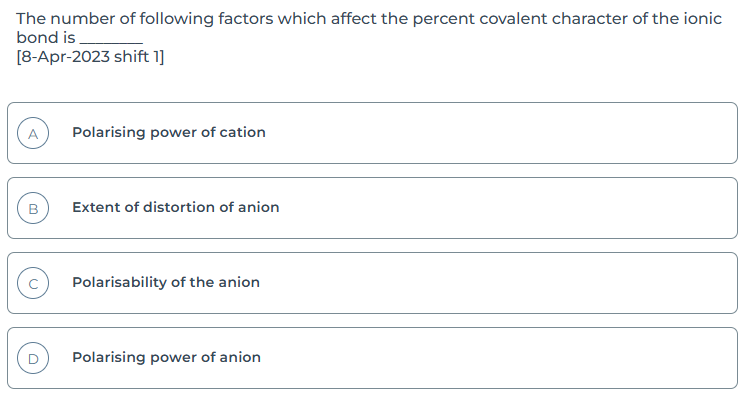 The number of following factors which affect the percent covalent character of the ionic
bond is ________
[8-Apr-2023 shift 1]
A Polarising power of cation
B Extent of distortion of anion
C Polarisability of the anion
D Polarising power of anion